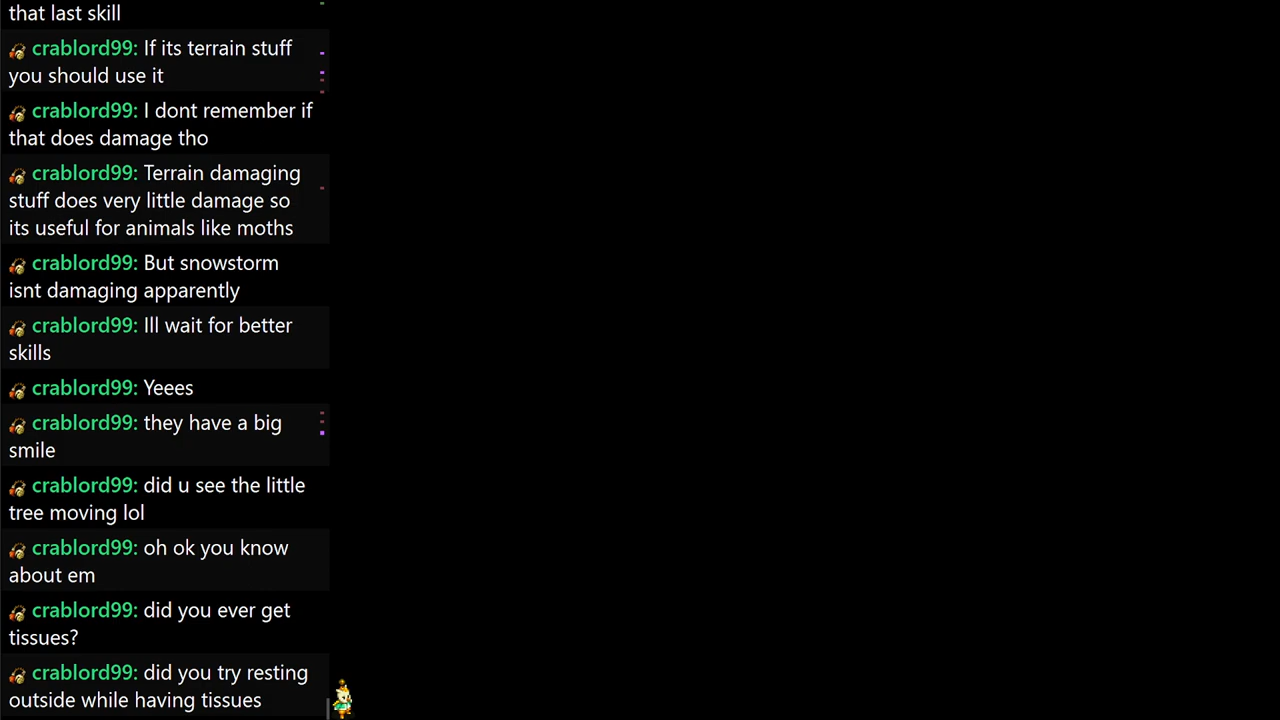 that last skill
crablord99: If its terrain stuff
you should use it
crablord99: I dont remember if
that does damage tho
crablord99: Terrain damaging
stuff does very little damage so
its useful for animals like moths
crablord99: But snowstorm
isnt damaging apparently
crablord99: Ill wait for better
skills
crablord99: Yeees
crablord99: they have a big
smile
crablord99: did u see the little
tree moving lol
crablord99: oh ok you know
about em
crablord99: did you ever get
tissues?
crablord99: did you try resting
outside while having tissues